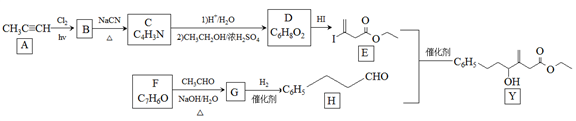 CH₃C≡CH
A
Cl₂
hν
B
NaCN
△
C
C₄H₃N
1)H⁺/H₂O
2)CH₃CH₂OH/浓H₂SO₄
D
C₆H₈O₂
HI
I
O
O
E
F
C₇H₆O
CH₃CHO
NaOH/H₂O
△
G
H₂
催化剂
C₆H₅
CHO
H
催化剂
C₆H₅
OH
O
O
Y